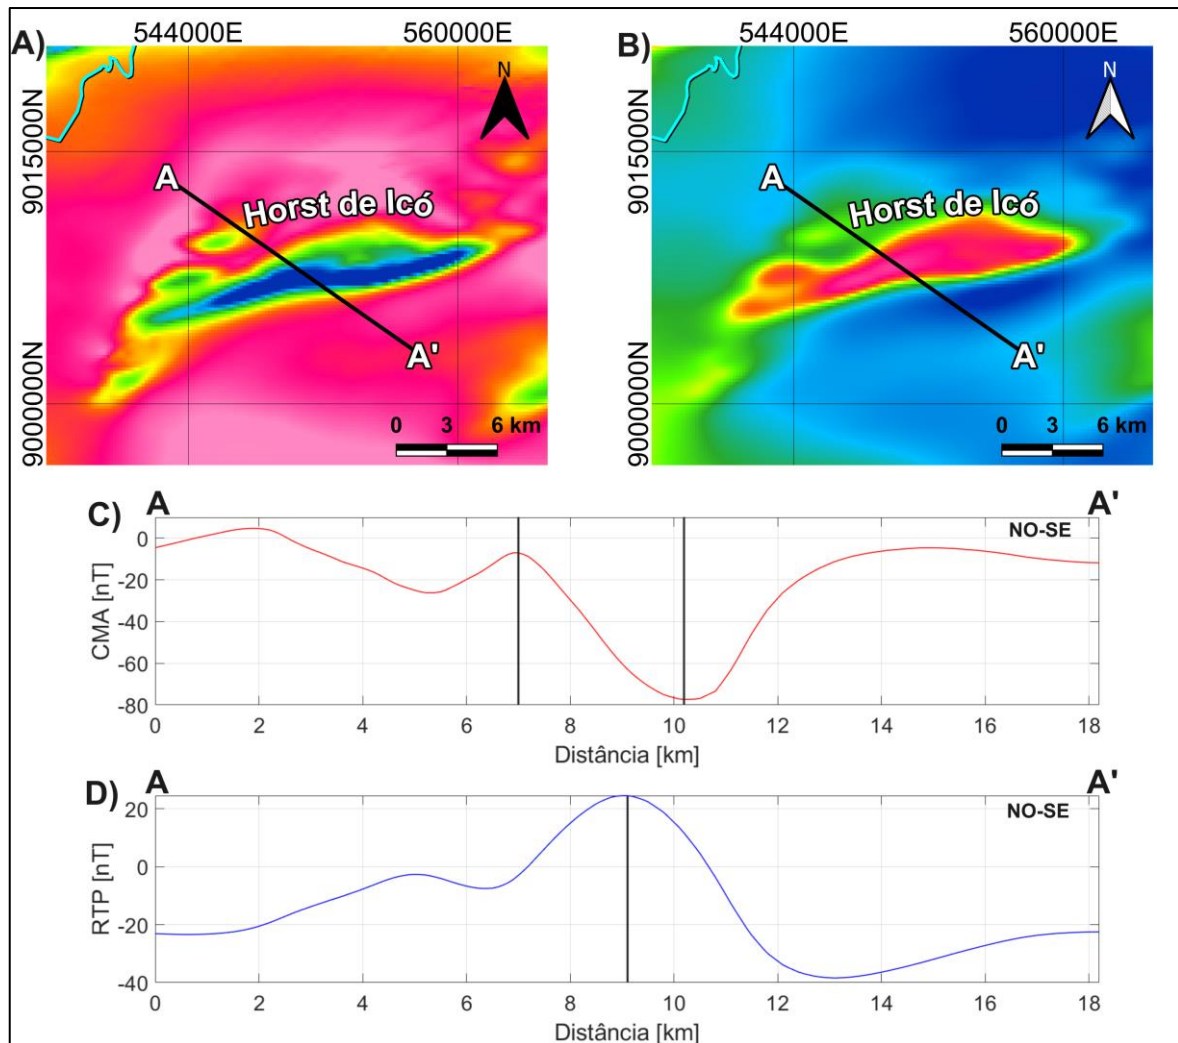 A) 544000E 560000E
B) 544000E 560000E
N
N
9015000N
9015000N
A
Horst de Icó
A
Horst de Icó
A'
A'
0 3 6 km
0 3 6 km
9000000N
9000000N
C) A A'
NO-SE
CMA [nT]
0
-20
-40
-60
-80
0 2 4 6 8 10 12 14 16 18
Distância [km]
D) A A'
NO-SE
RTP [nT]
20
0
-20
-40
0 2 4 6 8 10 12 14 16 18
Distância [km]